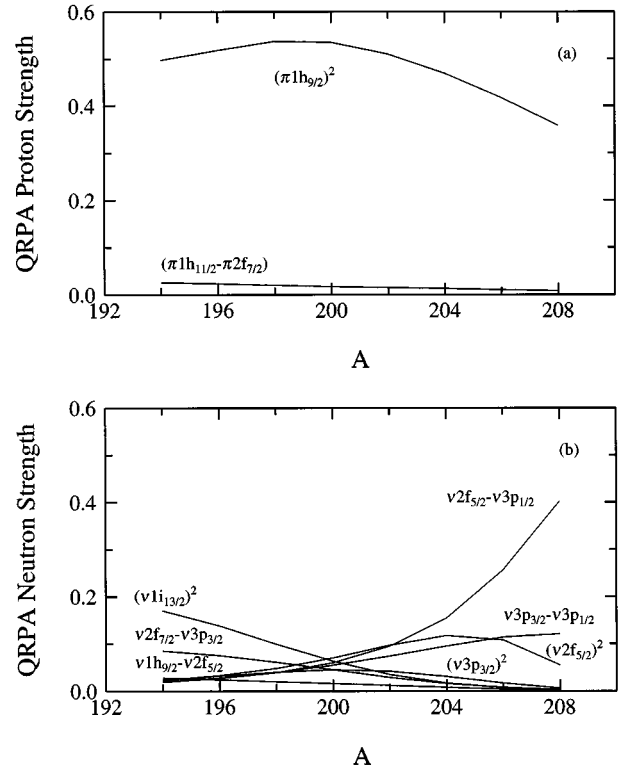 0.6
(a)
(π1h9/2)²
0.4
QRPA Proton Strength
0.2
(π1h11/2-π2f7/2)
0.0
192 196 200 204 208
A
0.6
(b)
ν2f5/2-ν3p1/2
0.4
QRPA Neutron Strength
0.2
(ν1i13/2)²
ν3p3/2-ν3p1/2
ν2f7/2-ν3p3/2
(ν2f5/2)²
ν1h9/2-ν2f5/2
(ν3p3/2)²
0.0
192 196 200 204 208
A